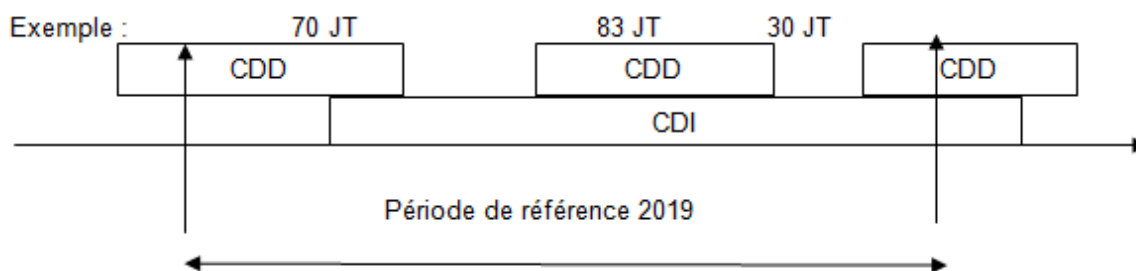 Exemple : 70 JT 83 JT 30 JT
CDD CDD CDD
CDI
Période de référence 2019